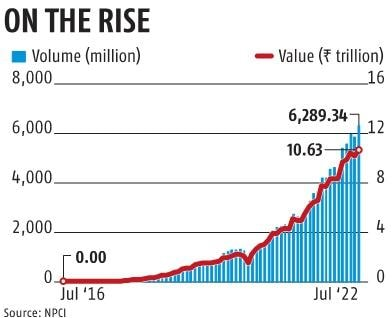 ON THE RISE
Volume (million) Value (₹ trillion)
8,000 16
6,289.34
6,000 12
10.63
4,000 8
2,000 4
0.00
0 0
Jul ‘16 Jul ‘22
Source: NPCI